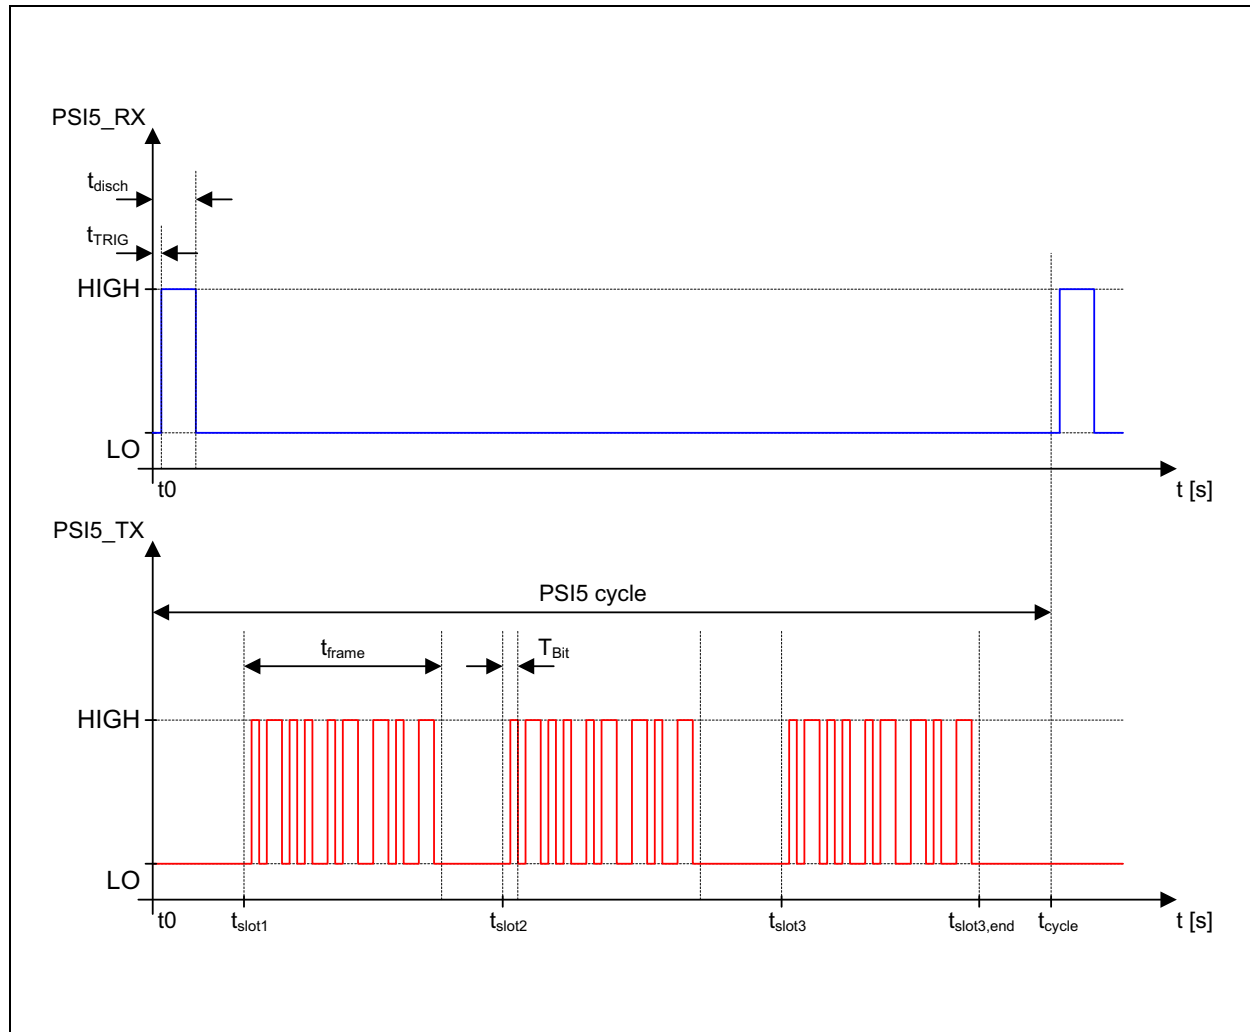 PSI5_RX
tdisch
tTRIG
HIGH
LO
t0
t [s]
PSI5_TX
PSI5 cycle
tframe
TBit
HIGH
LO
t0
tslot1
tslot2
tslot3
tslot3,end
tcycle
t [s]